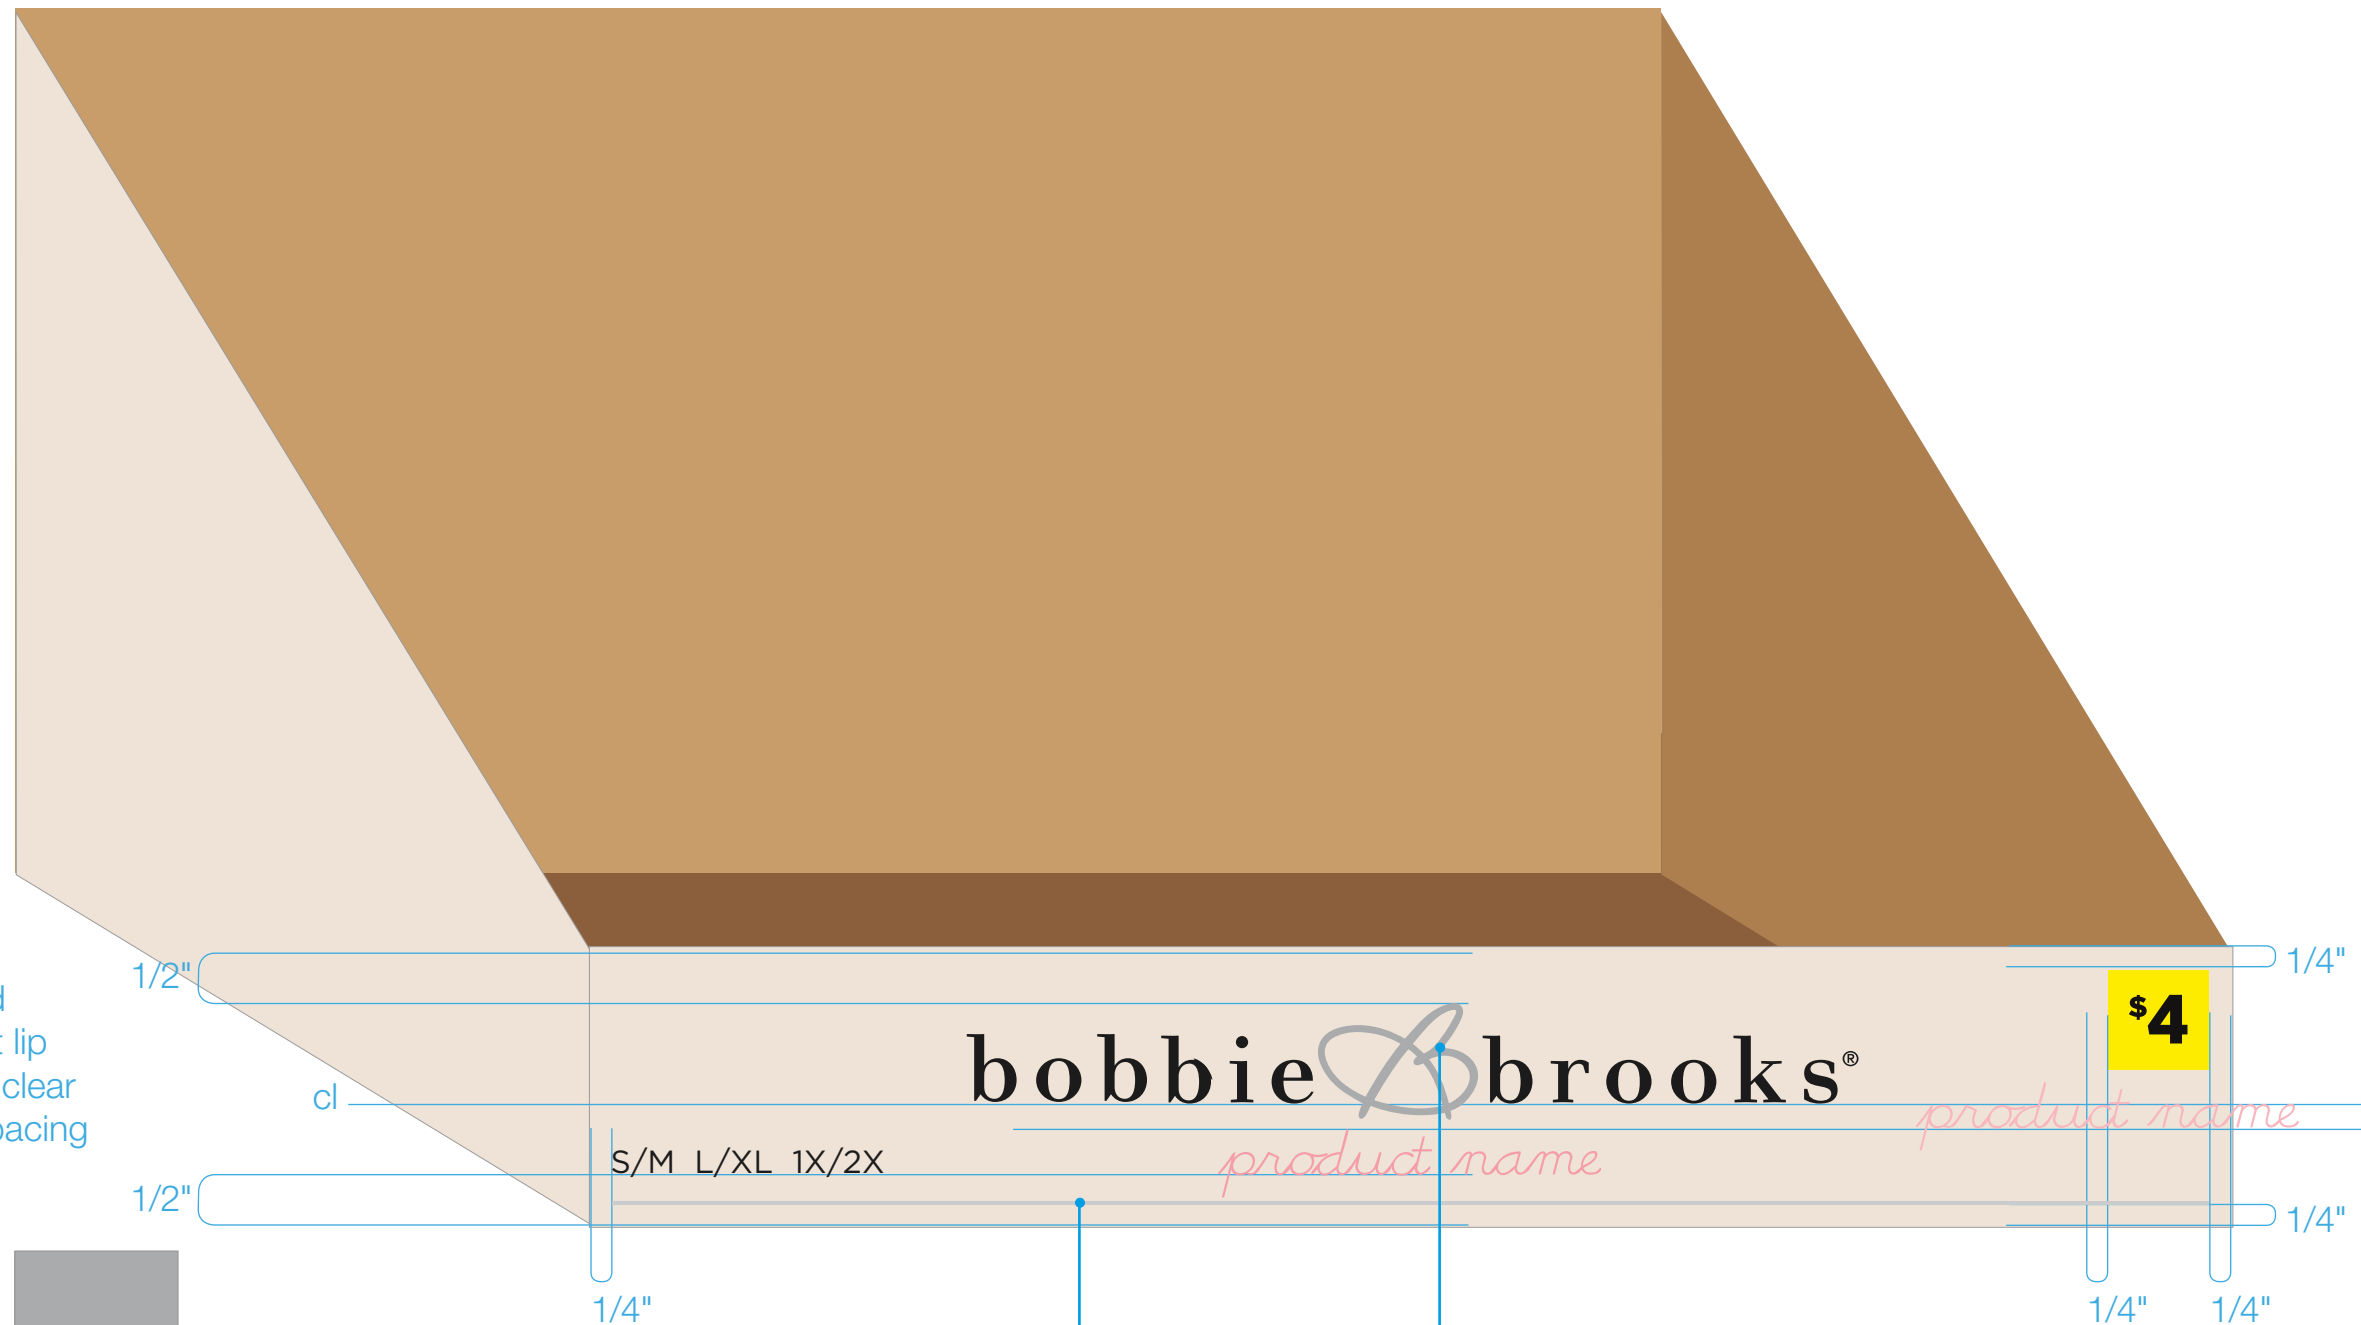 1/2"
1/4"
$4
lip
clear
cl
bobbie B brooks®
product name
S/M L/XL 1X/2X
product name
1/2"
1/4"
1/4"
1/4"
1/4"